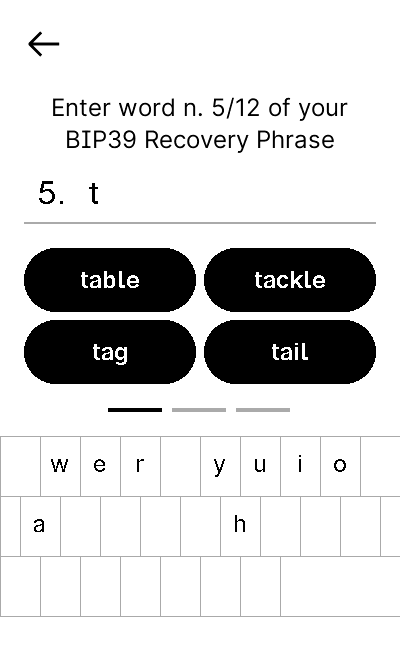 Enter word n. 5/12 of your
BIP39 Recovery Phrase
5. t
table tackle
tag tail
w e r y u i o
a h